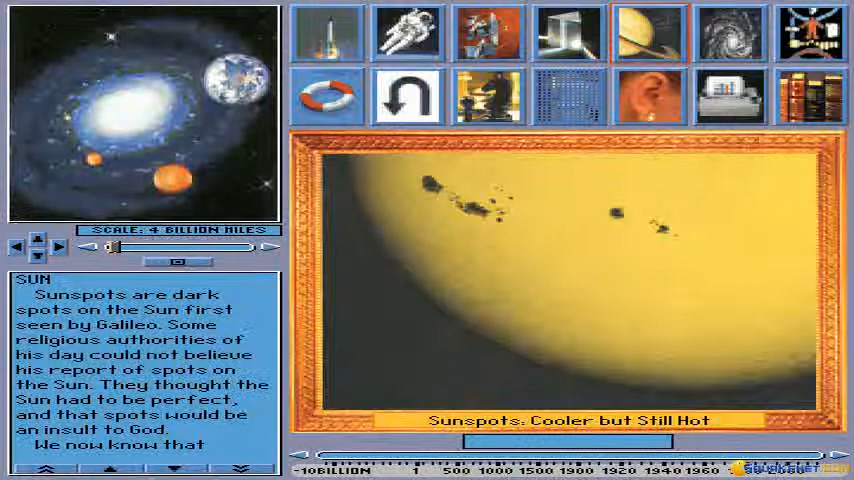 SCALE: 4 BILLION MILES
SUN
Sunspots are dark
spots on the Sun first
seen by Galileo. Some
religious authorities of
his day could not believe
his report of spots on
the Sun. They thought the
Sun had to be perfect,
and that spots would be
an insult to God.
We now know that
Sunspots: Cooler but Still Hot
-10BILLION 1 500 1000 1500 1900 1920 1940 1960